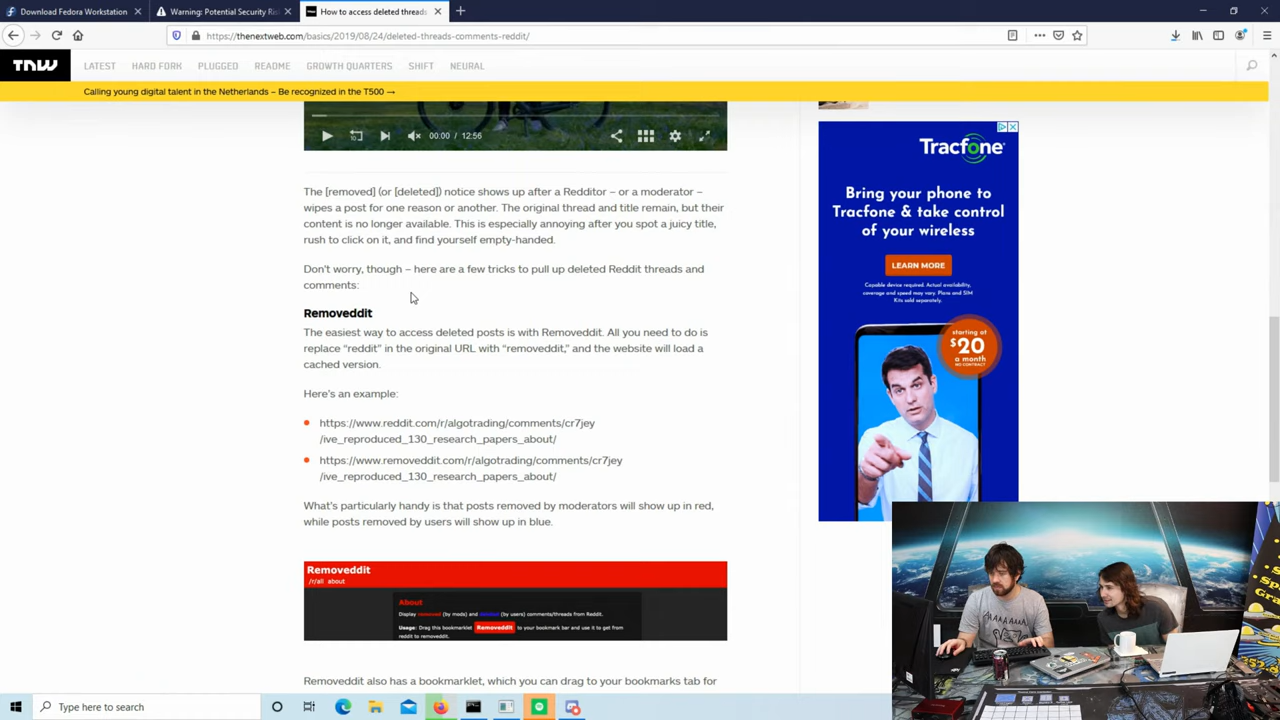 Download Fedora Workstation
Warning: Potential Security Ris
How to access deleted threads
https://thenextweb.com/basics/2019/08/24/deleted-threads-comments-reddit/
TNW
LATEST HARD FORK PLUGGED README GROWTH QUARTERS SHIFT NEURAL
Calling young digital talent in the Netherlands – Be recognized in the T500 →
10
00:00 / 12:56
The [removed] (or [deleted]) notice shows up after a Redditor – or a moderator –
wipes a post for one reason or another. The original thread and title remain, but their
content is no longer available. This is especially annoying after you spot a juicy title,
rush to click on it, and find yourself empty-handed.
Don't worry, though – here are a few tricks to pull up deleted Reddit threads and
comments:
Removeddit
The easiest way to access deleted posts is with Removeddit. All you need to do is
replace “reddit” in the original URL with “removeddit,” and the website will load a
cached version.
Here's an example:
https://www.reddit.com/r/algotrading/comments/cr7jey
/ive_reproduced_130_research_papers_about/
https://www.removeddit.com/r/algotrading/comments/cr7jey
/ive_reproduced_130_research_papers_about/
What's particularly handy is that posts removed by moderators will show up in red,
while posts removed by users will show up in blue.
Removeddit
/r/all about
About
Display removed (by mods) and deleted (by users) comments/threads from Reddit.
Usage: Drag this bookmarklet Removeddit to your bookmark bar and use it to get from
reddit to removeddit.
Removeddit also has a bookmarklet, which you can drag to your bookmarks tab for
Tracfone
Bring your phone to
Tracfone & take control
of your wireless
LEARN MORE
Capable device required. Actual availability,
coverage and speed may vary. Plans and SIM
Kits sold separately.
starting at
$20
a month
NO CONTRACT
Type here to search